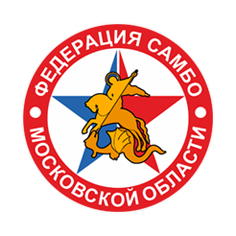 ФЕДЕРАЦИЯ САМБО
МОСКОВСКОЙ ОБЛАСТИ